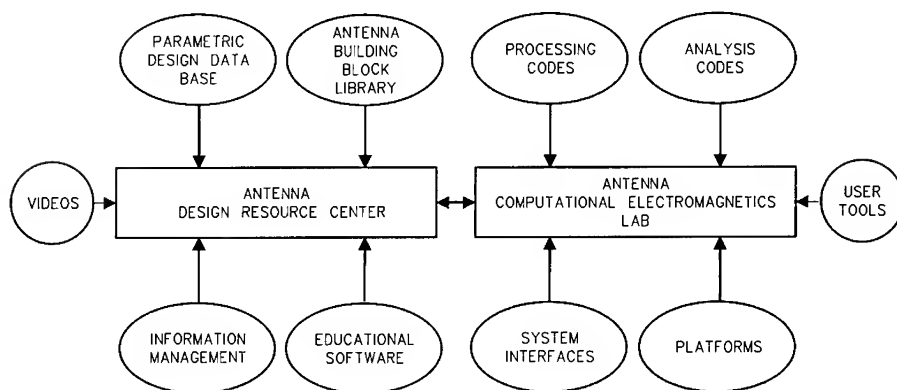 PARAMETRIC
DESIGN DATA
BASE
ANTENNA
BUILDING
BLOCK
LIBRARY
PROCESSING
CODES
ANALYSIS
CODES
VIDEOS
ANTENNA
DESIGN RESOURCE CENTER
ANTENNA
COMPUTATIONAL ELECTROMAGNETICS
LAB
USER
TOOLS
INFORMATION
MANAGEMENT
EDUCATIONAL
SOFTWARE
SYSTEM
INTERFACES
PLATFORMS